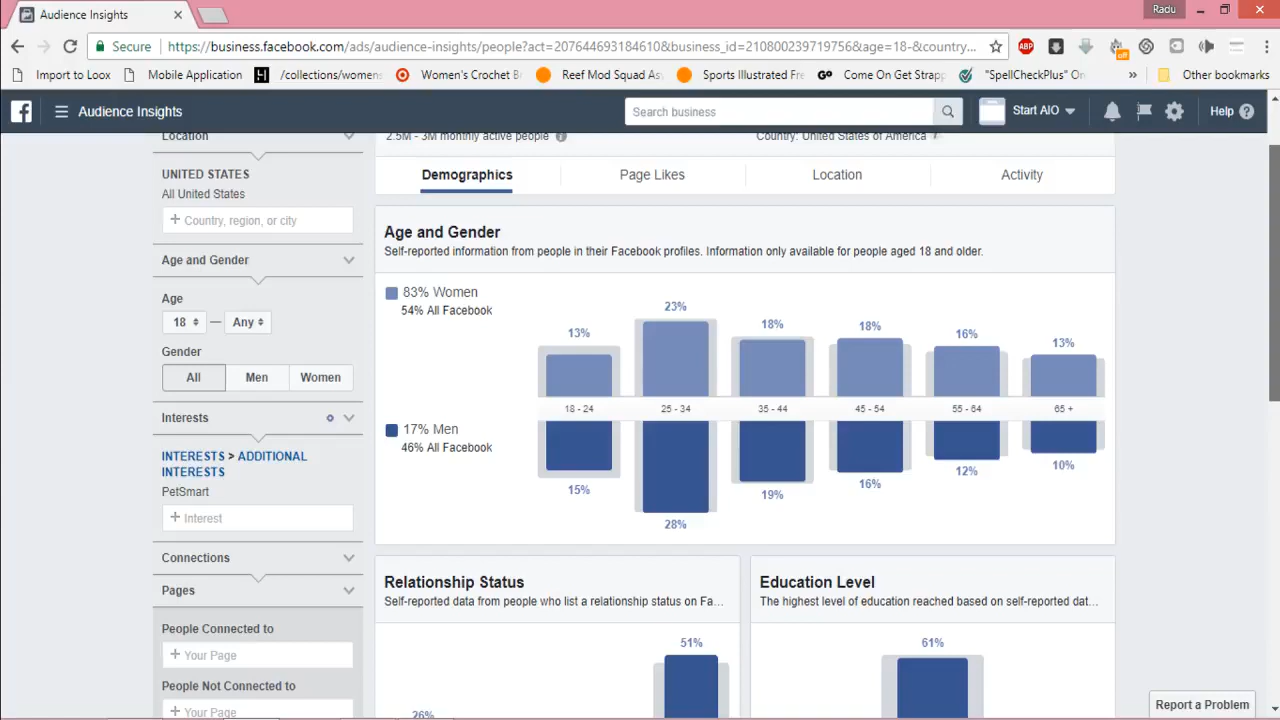 Audience Insights
Radu
Secure
https://business.facebook.com/ads/audience-insights/people?act=2076446931846​10&business_id=211800239719756&age=18-&country...
ABP
off
Import to Loox
Mobile Application
H
/collections/womens
Women's Crochet B
Reef Mod Squad As
Sports Illustrated Fre
GO
Come On Get Strapp
"SpellCheckPlus" On
»
Other bookmarks
Audience Insights
Search business
Start AIO
Help
Location
2.5M - 3M monthly active people
Country: United States of America
UNITED STATES
All United States
+ Country, region, or city
Age and Gender
Age
18 — Any
Gender
All
Men
Women
Interests
INTERESTS > ADDITIONAL
INTERESTS
PetSmart
+ Interest
Connections
Pages
People Connected to
+ Your Page
People Not Connected to
+ Your Page
Demographics
Page Likes
Location
Activity
Age and Gender
Self-reported information from people in their Facebook profiles. Information only available for people aged 18 and older.
83% Women
54% All Facebook
13%
23%
18%
18%
16%
13%
18 - 24
25 - 34
35 - 44
45 - 54
55 - 64
65 +
17% Men
46% All Facebook
15%
28%
19%
16%
12%
10%
Relationship Status
Self-reported data from people who list a relationship status on Fa...
51%
26%
Education Level
The highest level of education reached based on self-reported dat...
61%
Report a Problem